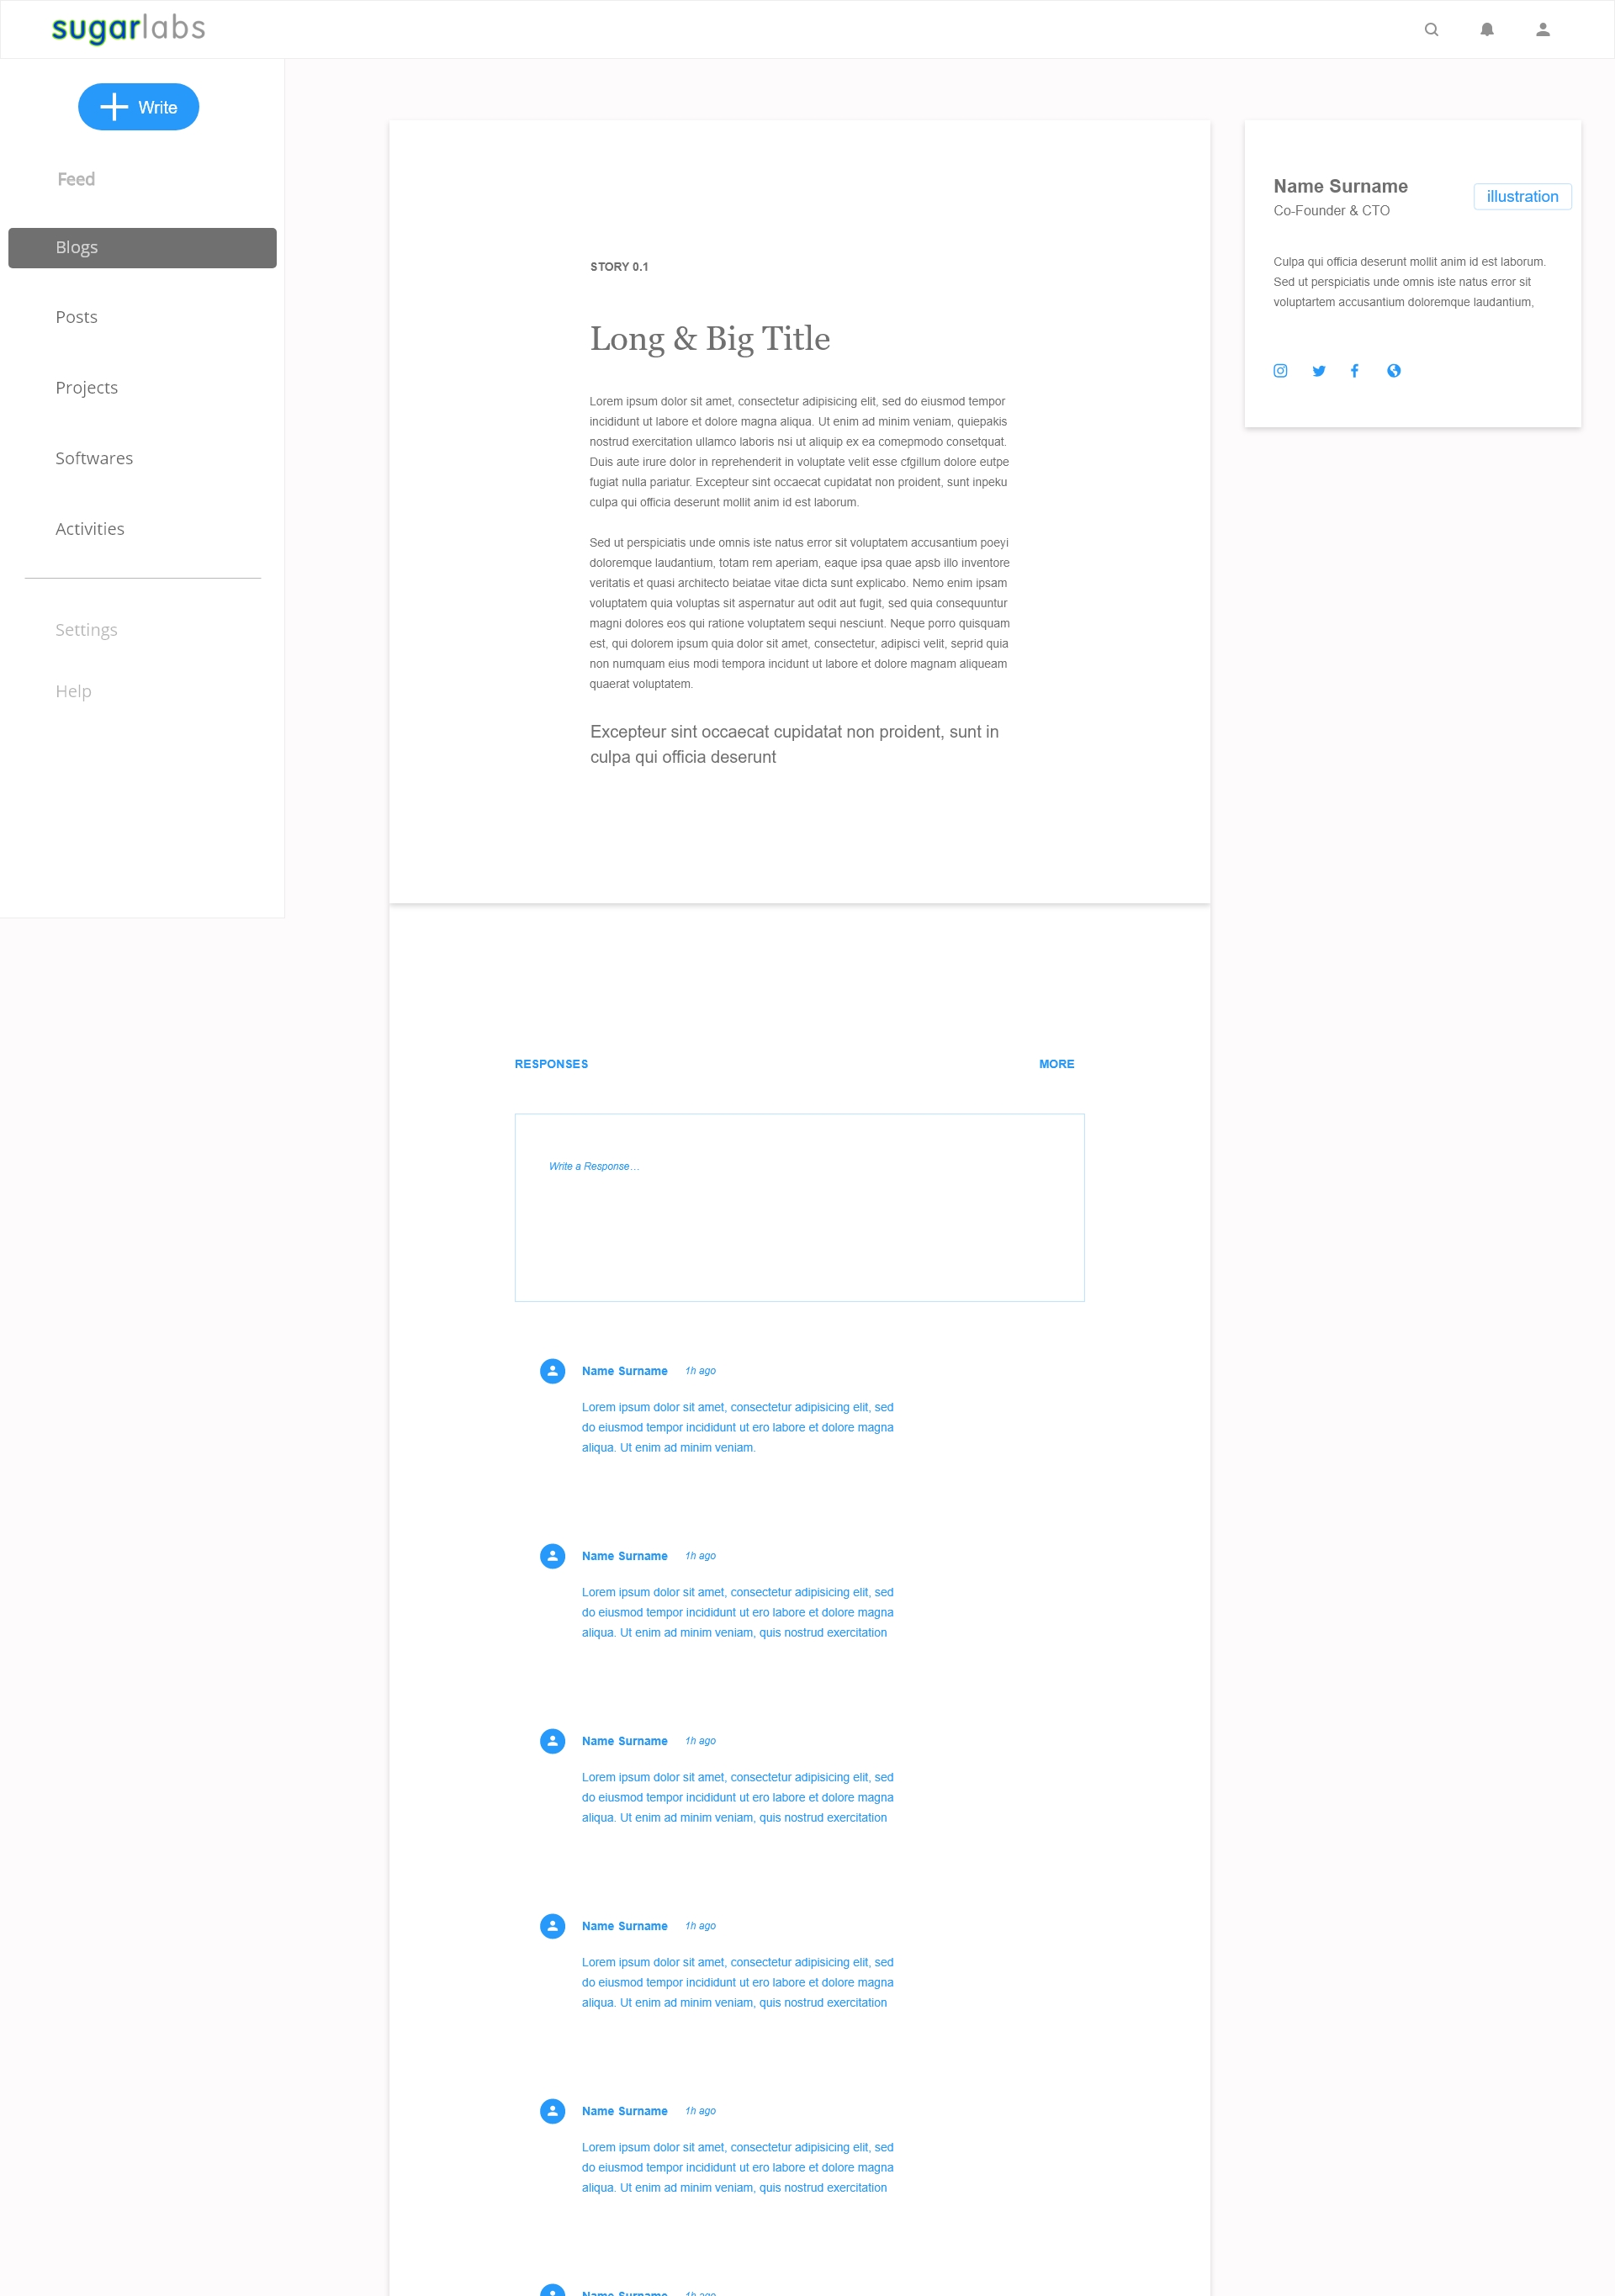 sugarlabs
Write
Feed
Blogs
Posts
Projects
Softwares
Activities
Settings
Help
STORY 0.1
Long & Big Title
Lorem ipsum dolor sit amet, consectetur adipisicing elit, sed do eiusmod tempor
incididunt ut labore et dolore magna aliqua. Ut enim ad minim veniam, quiepakis
nostrud exercitation ullamco laboris nsi ut aliquip ex ea comepmodo consetquat.
Duis aute irure dolor in reprehenderit in voluptate velit esse cfgillum dolore eutpe
fugiat nulla pariatur. Excepteur sint occaecat cupidatat non proident, sunt inpeku
culpa qui officia deserunt mollit anim id est laborum.
Sed ut perspiciatis unde omnis iste natus error sit voluptatem accusantium poeyi
doloremque laudantium, totam rem aperiam, eaque ipsa quae apsb illo inventore
veritatis et quasi architecto beiatae vitae dicta sunt explicabo. Nemo enim ipsam
voluptatem quia voluptas sit aspernatur aut odit aut fugit, sed quia consequuntur
magni dolores eos qui ratione voluptatem sequi nesciunt. Neque porro quisquam
est, qui dolorem ipsum quia dolor sit amet, consectetur, adipisci velit, seprid quia
non numquam eius modi tempora incidunt ut labore et dolore magnam aliqueam
quaerat voluptatem.
Excepteur sint occaecat cupidatat non proident, sunt in
culpa qui officia deserunt
Name Surname
illustration
Co-Founder & CTO
Culpa qui officia deserunt mollit anim id est laborum.
Sed ut perspiciatis unde omnis iste natus error sit
voluptartem accusantium doloremque laudantium,
RESPONSES
MORE
Write a Response…
Name Surname 1h ago
Lorem ipsum dolor sit amet, consectetur adipisicing elit, sed
do eiusmod tempor incididunt ut ero labore et dolore magna
aliqua. Ut enim ad minim veniam.
Name Surname 1h ago
Lorem ipsum dolor sit amet, consectetur adipisicing elit, sed
do eiusmod tempor incididunt ut ero labore et dolore magna
aliqua. Ut enim ad minim veniam, quis nostrud exercitation
Name Surname 1h ago
Lorem ipsum dolor sit amet, consectetur adipisicing elit, sed
do eiusmod tempor incididunt ut ero labore et dolore magna
aliqua. Ut enim ad minim veniam, quis nostrud exercitation
Name Surname 1h ago
Lorem ipsum dolor sit amet, consectetur adipisicing elit, sed
do eiusmod tempor incididunt ut ero labore et dolore magna
aliqua. Ut enim ad minim veniam, quis nostrud exercitation
Name Surname 1h ago
Lorem ipsum dolor sit amet, consectetur adipisicing elit, sed
do eiusmod tempor incididunt ut ero labore et dolore magna
aliqua. Ut enim ad minim veniam, quis nostrud exercitation
Name Surname 1h ago